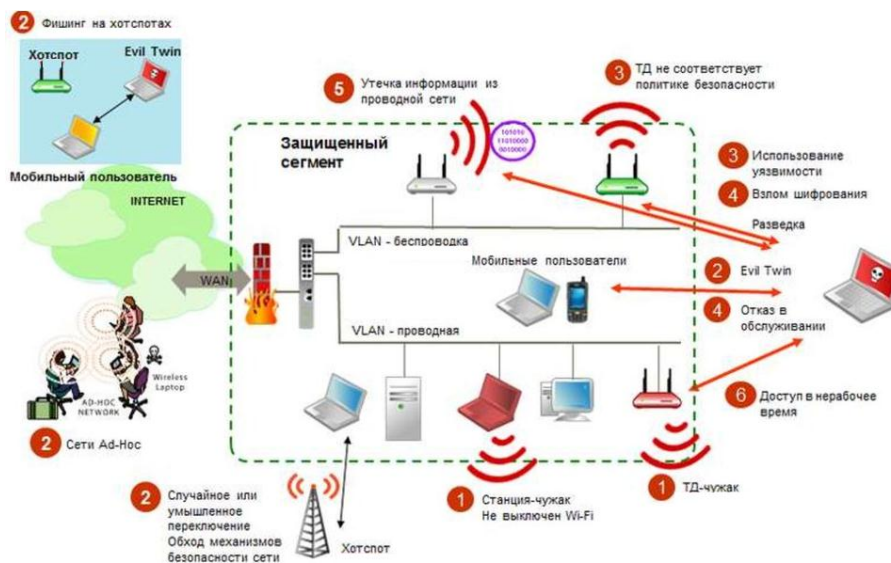 2 Фишинг на хотспотах
Хотспот
Evil Twin
Мобильный пользователь
INTERNET
WAN
AD-HOC
NETWORK
Wireless
Laptop
2 Сети Ad-Hoc
5 Утечка информации из
проводной сети
101010
11010000
0010000
3 ТД не соответствует
политике безопасности
Защищенный
сегмент
VLAN - беспроводка
Мобильные пользователи
VLAN - проводная
3 Использование
уязвимости
4 Взлом шифрования
Разведка
2 Evil Twin
4 Отказ в
обслуживании
6 Доступ в нерабочее
время
2 Случайное или
умышленное
переключение
Обход механизмов
безопасности сети
Хотспот
1 Станция-чужак
Не выключен Wi-Fi
1 ТД-чужак